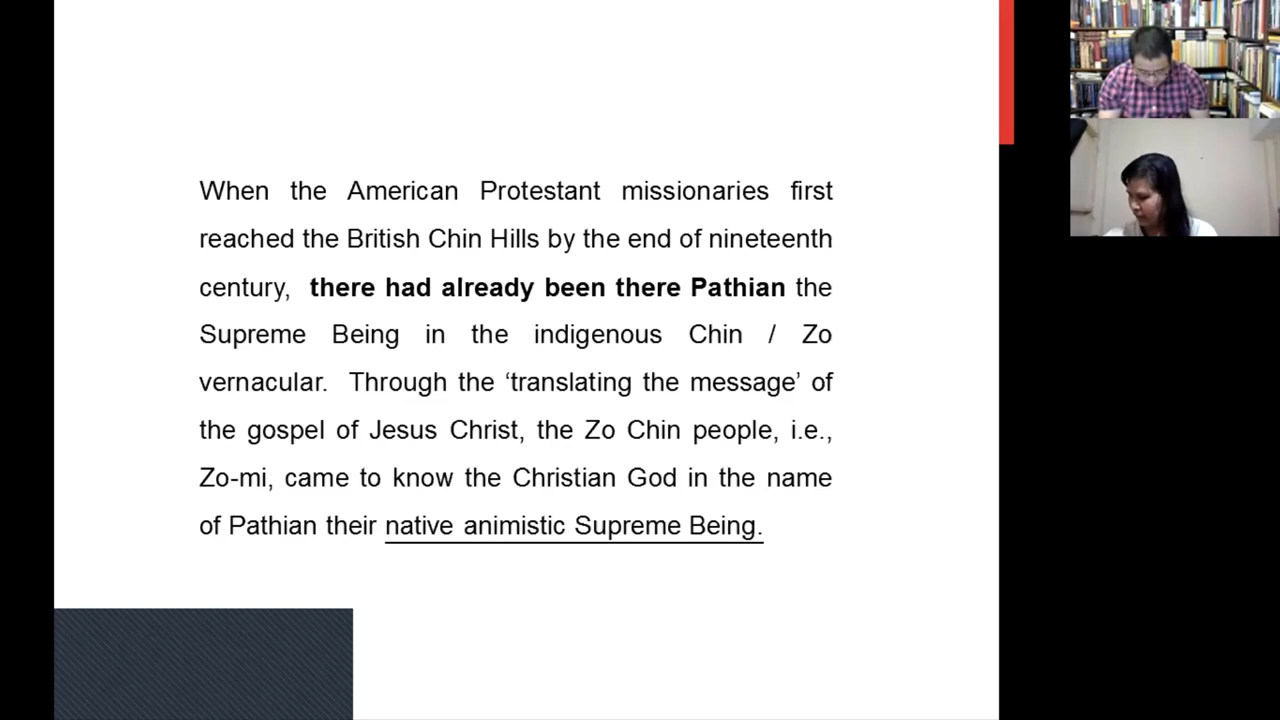 When the American Protestant missionaries first
reached the British Chin Hills by the end of nineteenth
century, there had already been there Pathian the
Supreme Being in the indigenous Chin / Zo
vernacular. Through the ‘translating the message’ of
the gospel of Jesus Christ, the Zo Chin people, i.e.,
Zo-mi, came to know the Christian God in the name
of Pathian their native animistic Supreme Being.